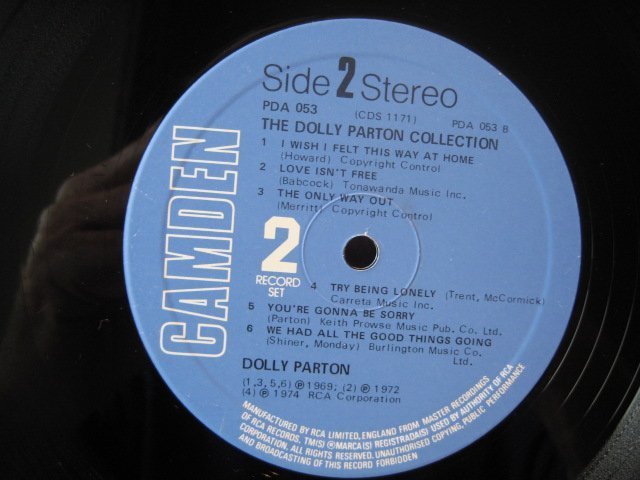 Side 2 Stereo
PDA 053
(CDS 1171)
PDA 053 B
THE DOLLY PARTON COLLECTION
1 I WISH I FELT THIS WAY AT HOME
(Howard) Copyright Control
2 LOVE ISN'T FREE
(Babcock) Tonawanda Music Inc.
3 THE ONLY WAY OUT
(Merritt) Copyright Control
CAMDEN
2
RECORD
SET
4 TRY BEING LONELY (Trent, McCormick)
Carreta Music Inc.
5 YOU'RE GONNA BE SORRY
(Parton) Keith Prowse Music Pub. Co. Ltd.
6 WE HAD ALL THE GOOD THINGS GOING
(Shiner, Monday) Burlington Music Co.
Ltd.
DOLLY PARTON
(1,3,5,6) ℗ 1969; (2) ℗ 1972
(4) ℗ 1974 RCA Corporation
MANUFACTURED BY RCA LIMITED, ENGLAND FROM MASTER RECORDINGS
OF RCA RECORDS. TM(S) ® MARCA(S) REGISTRADA(S) USED BY AUTHORITY OF RCA
CORPORATION. ALL RIGHTS RESERVED. UNAUTHORISED COPYING, PUBLIC PERFORMANCE
AND BROADCASTING OF THIS RECORD FORBIDDEN